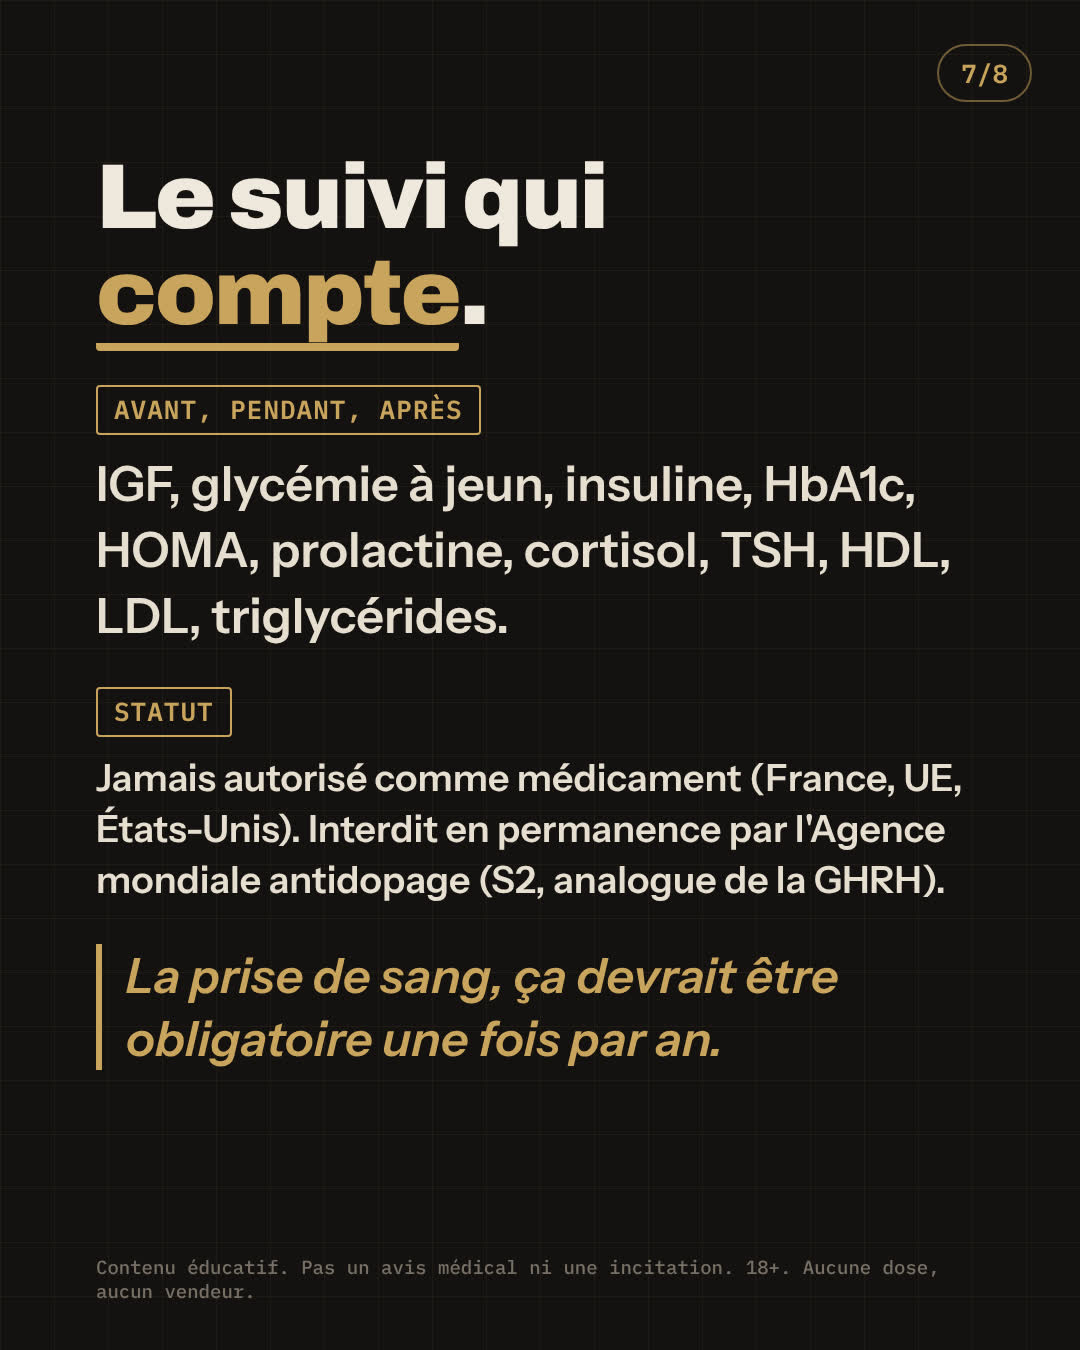 7/8
Le suivi qui
compte.
AVANT, PENDANT, APRÈS
IGF, glycémie à jeun, insuline, HbA1c,
HOMA, prolactine, cortisol, TSH, HDL,
LDL, triglycérides.
STATUT
Jamais autorisé comme médicament (France, UE,
États-Unis). Interdit en permanence par l'Agence
mondiale antidopage (S2, analogue de la GHRH).
La prise de sang, ça devrait être
obligatoire une fois par an.
Contenu éducatif. Pas un avis médical ni une incitation. 18+. Aucune dose,
aucun vendeur.